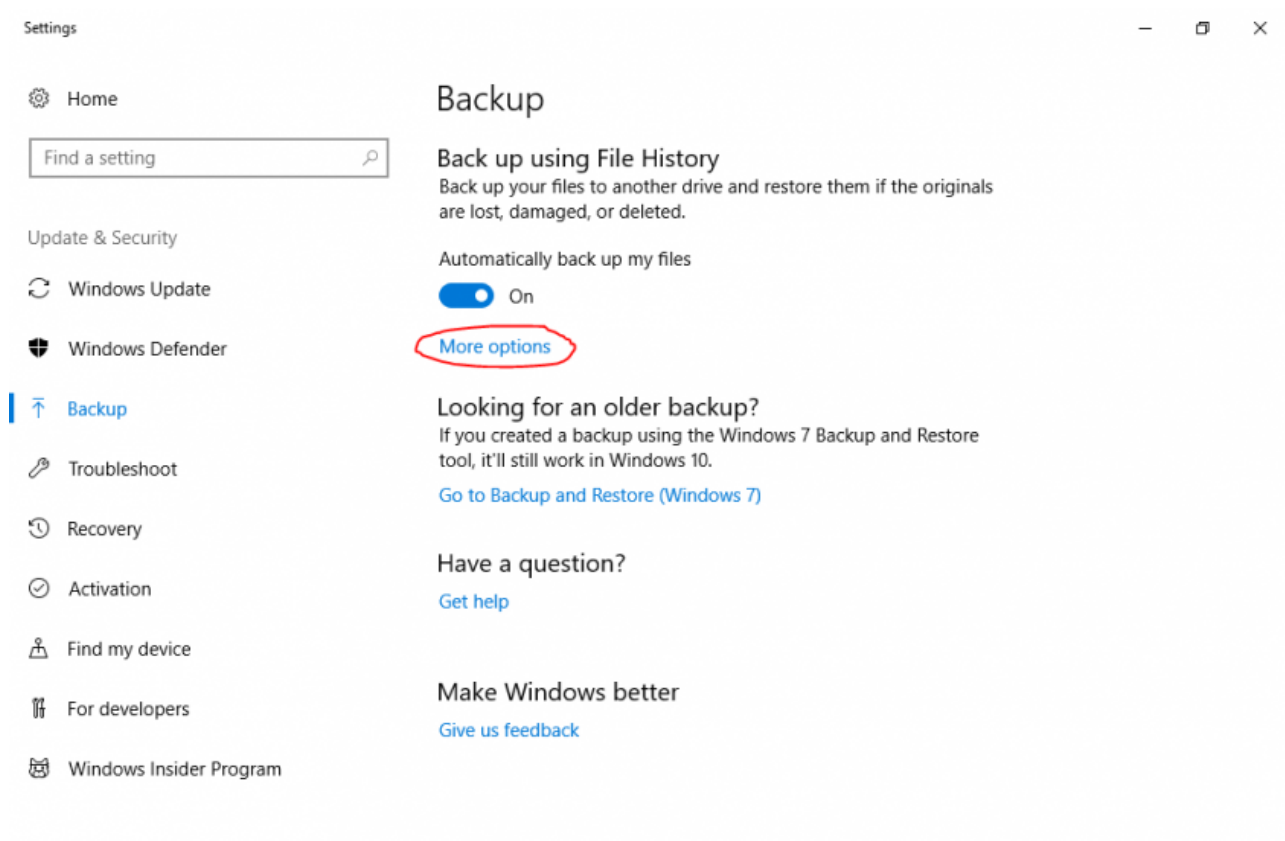 Settings
Home
Find a setting
Update & Security
Windows Update
Windows Defender
Backup
Troubleshoot
Recovery
Activation
Find my device
For developers
Windows Insider Program
Backup
Back up using File History
Back up your files to another drive and restore them if the originals
are lost, damaged, or deleted.
Automatically back up my files
On
More options
Looking for an older backup?
If you created a backup using the Windows 7 Backup and Restore
tool, it'll still work in Windows 10.
Go to Backup and Restore (Windows 7)
Have a question?
Get help
Make Windows better
Give us feedback